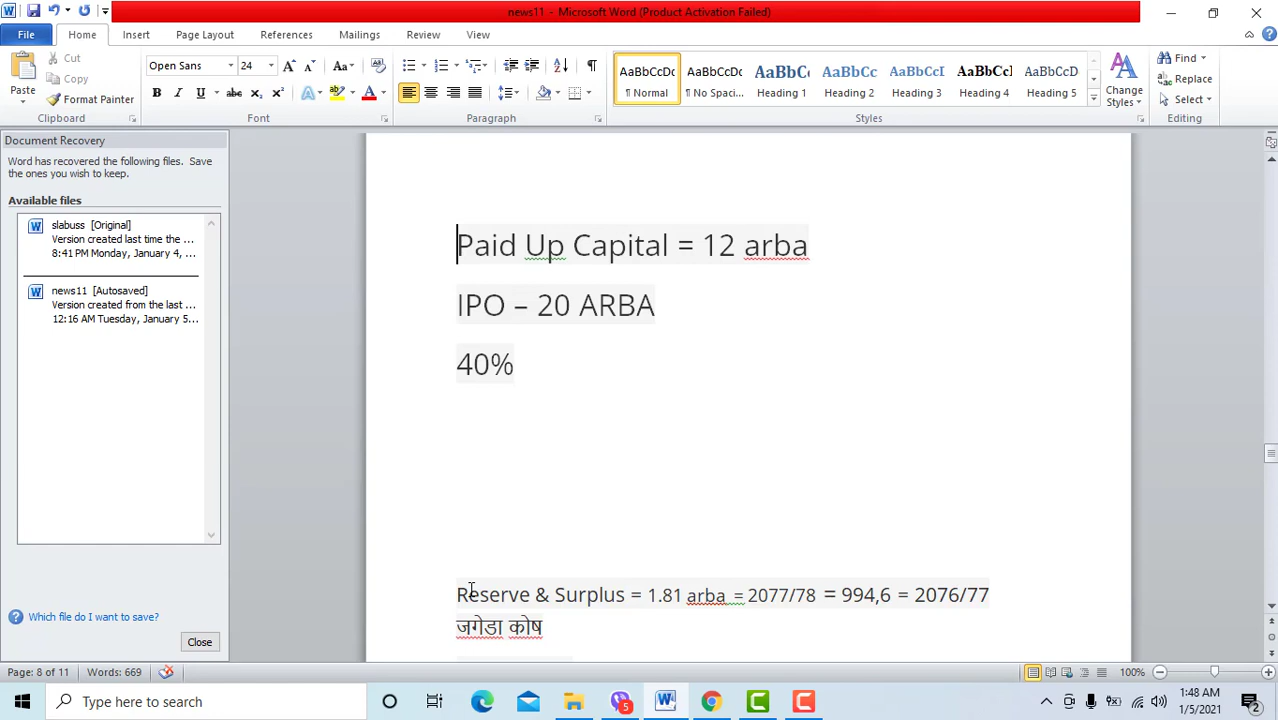 news11 - Microsoft Word (Product Activation Failed)
File Home Insert Page Layout References Mailings Review View
Paste
Cut
Copy
Format Painter
Clipboard
Open Sans 24
Font
Paragraph
AaBbCcDc AaBbCcDc AaBbCc AaBbCc AaBbCcI AaBbCcI AaBbCcDc
¶ Normal ¶ No Spaci... Heading 1 Heading 2 Heading 3 Heading 4 Heading 5
Change Styles
Styles
Find
Replace
Select
Editing
Document Recovery
Word has recovered the following files. Save
the ones you wish to keep.
Available files
slabuss [Original]
Version created last time the ...
8:41 PM Monday, January 4, ...
news11 [Autosaved]
Version created from the last ...
12:16 AM Tuesday, January 5...
Which file do I want to save?
Close
Paid Up Capital = 12 arba
IPO – 20 ARBA
40%
Reserve & Surplus = 1.81 arba = 2077/78 = 994,6 = 2076/77
जगेडा कोष
Page: 8 of 11 Words: 669 100%
Type here to search
5
1:48 AM
1/5/2021
2